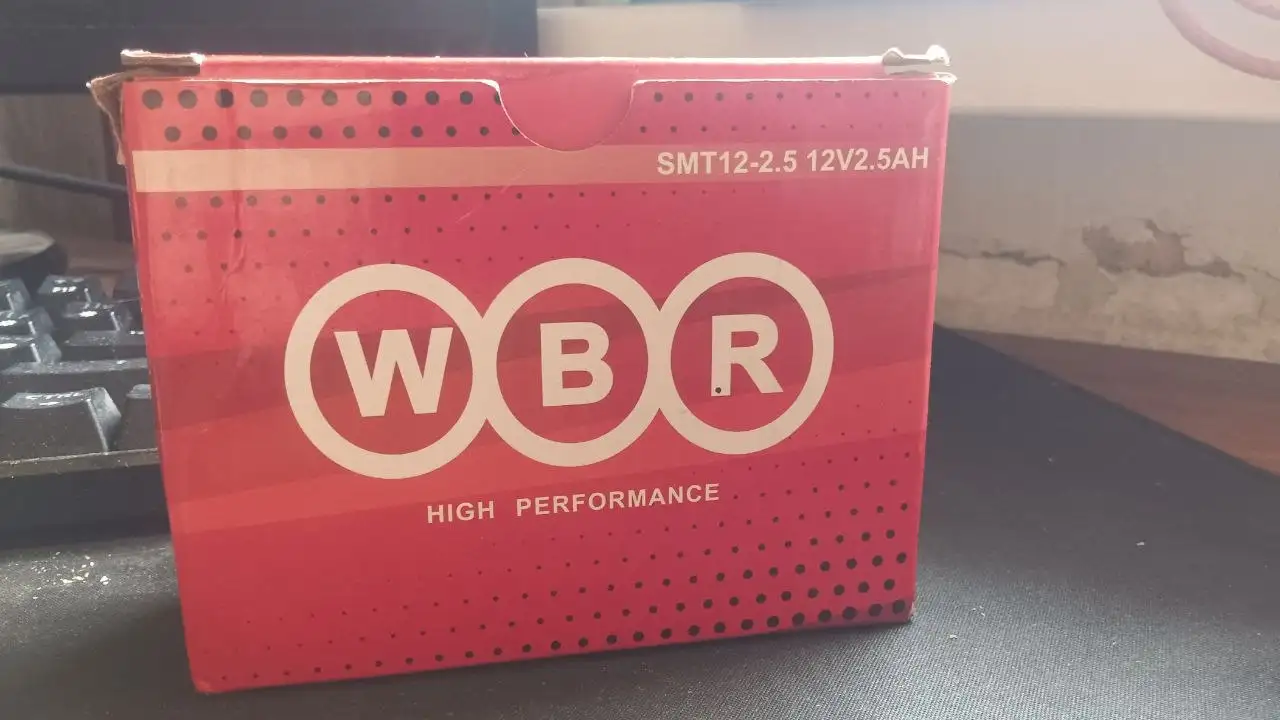 SMT12-2.5 12V2.5AH
WBR
HIGH PERFORMANCE